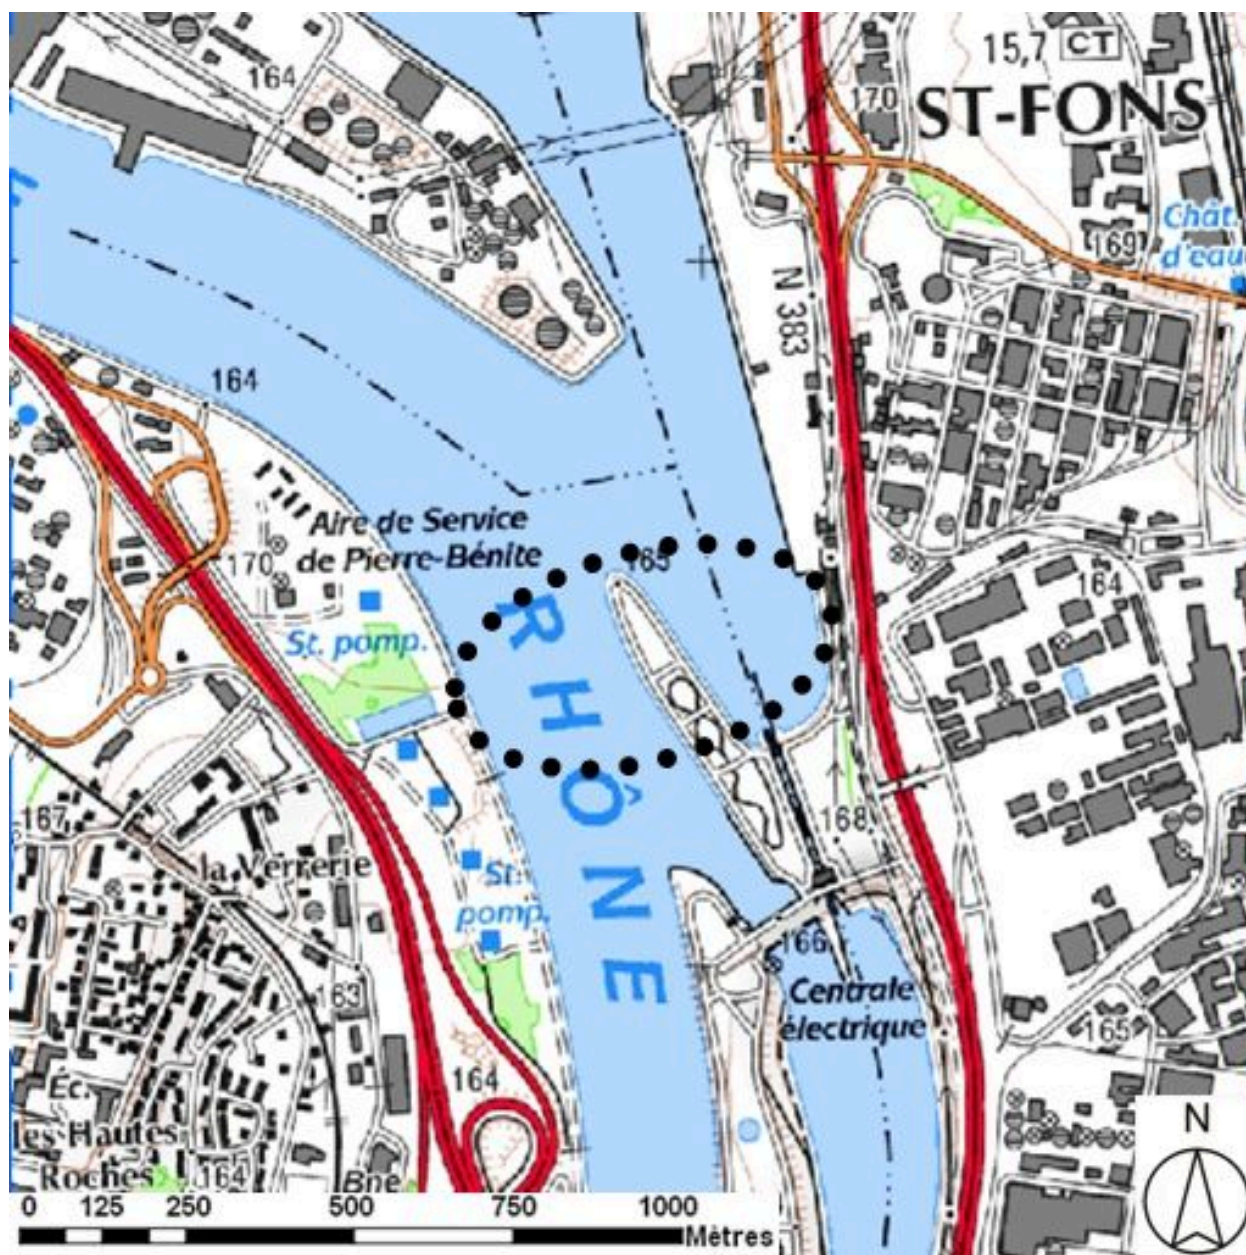 15,7 CT
164
170
ST-FONS
Chât.
d'eau
169
N 383
164
Aire de Service
de Pierre-Bénite
165
170
164
St. pomp.
RHÔNE
167
168
la Verrerie
St.
pomp.
166
Centrale
électrique
163
165
164
Éc.
les-Hautes
Roches
164
Bne
N
0 125 250 500 750 1000
Mètres